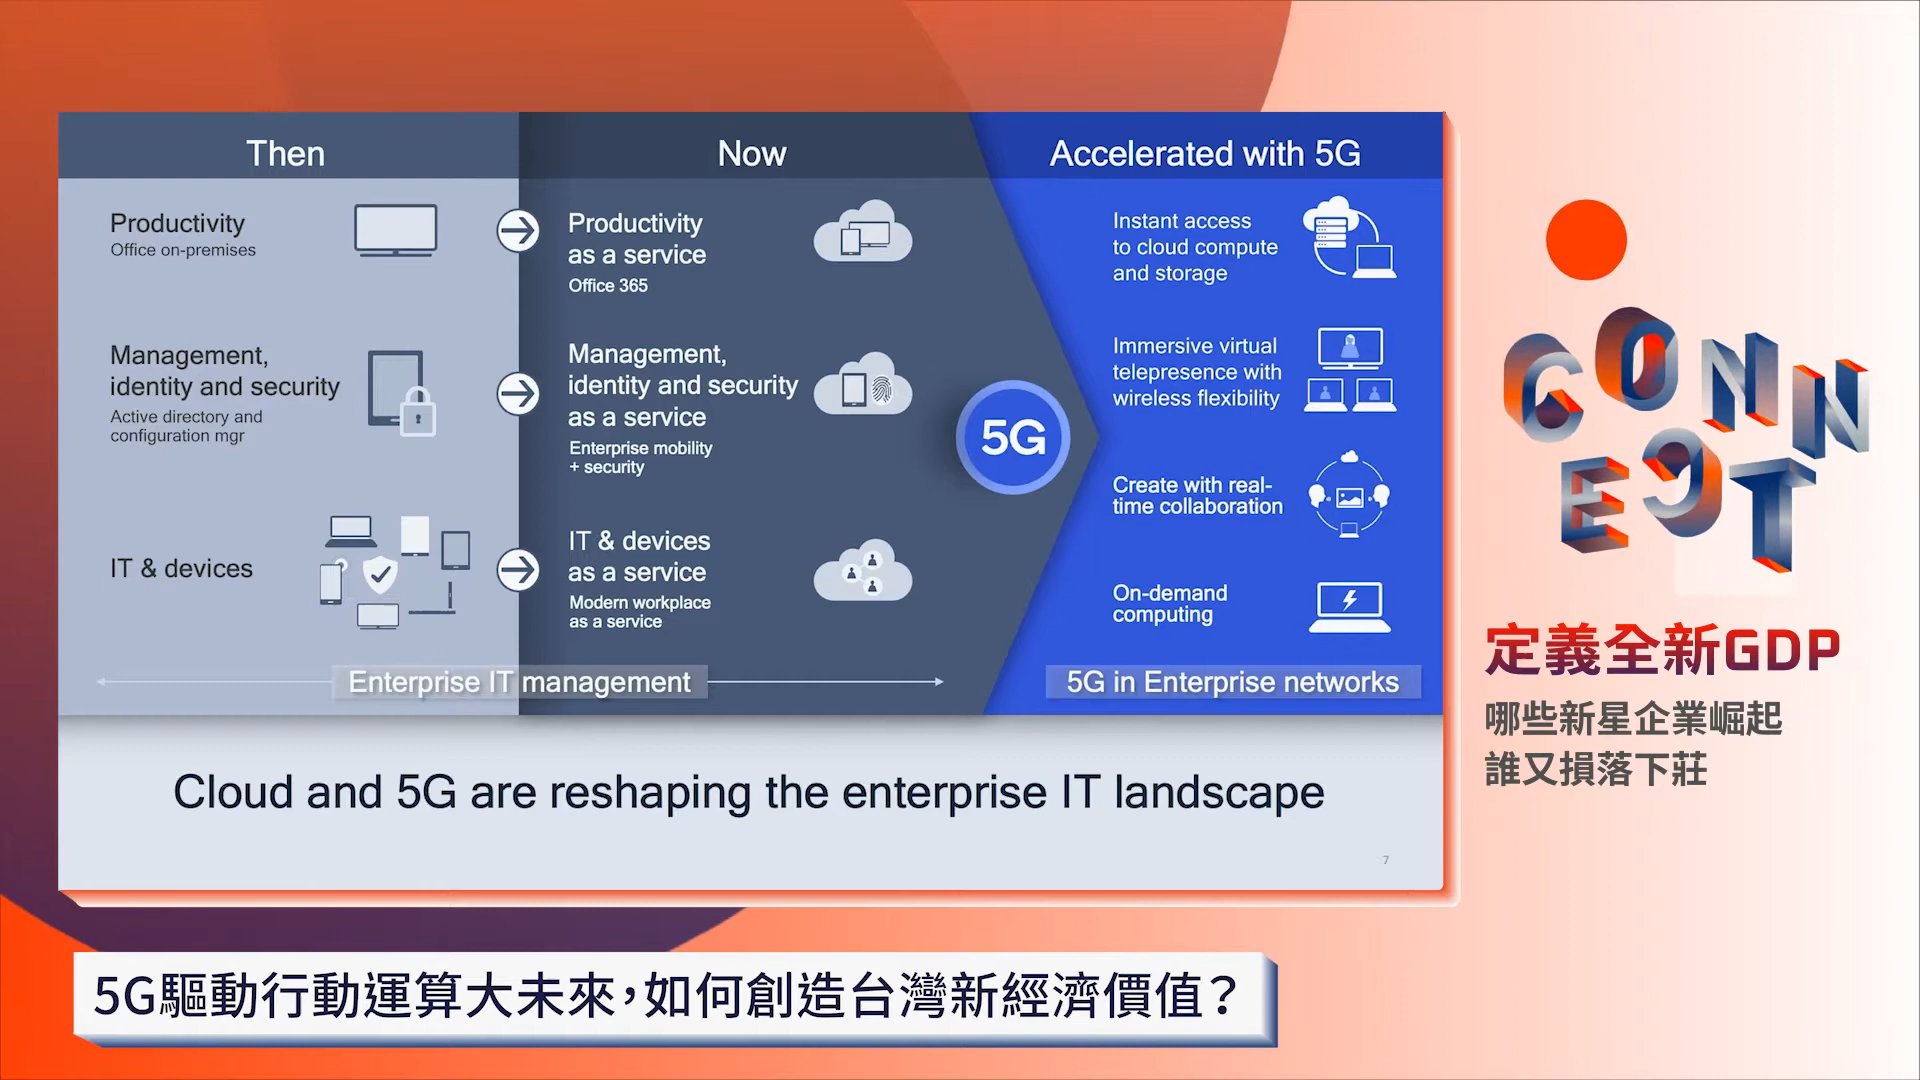 Then
Productivity
Office on-premises
Management,
identity and security
Active directory and
configuration mgr
IT & devices
Now
Productivity
as a service
Office 365
Management,
identity and security
as a service
Enterprise mobility
+ security
IT & devices
as a service
Modern workplace
as a service
Enterprise IT management
5G
Accelerated with 5G
Instant access
to cloud compute
and storage
Immersive virtual
telepresence with
wireless flexibility
Create with real-
time collaboration
On-demand
computing
5G in Enterprise networks
Cloud and 5G are reshaping the enterprise IT landscape
7
CONN
ECT
定義全新GDP
哪些新星企業崛起
誰又損落下莊
5G驅動行動運算大未來,如何創造台灣新經濟價值?